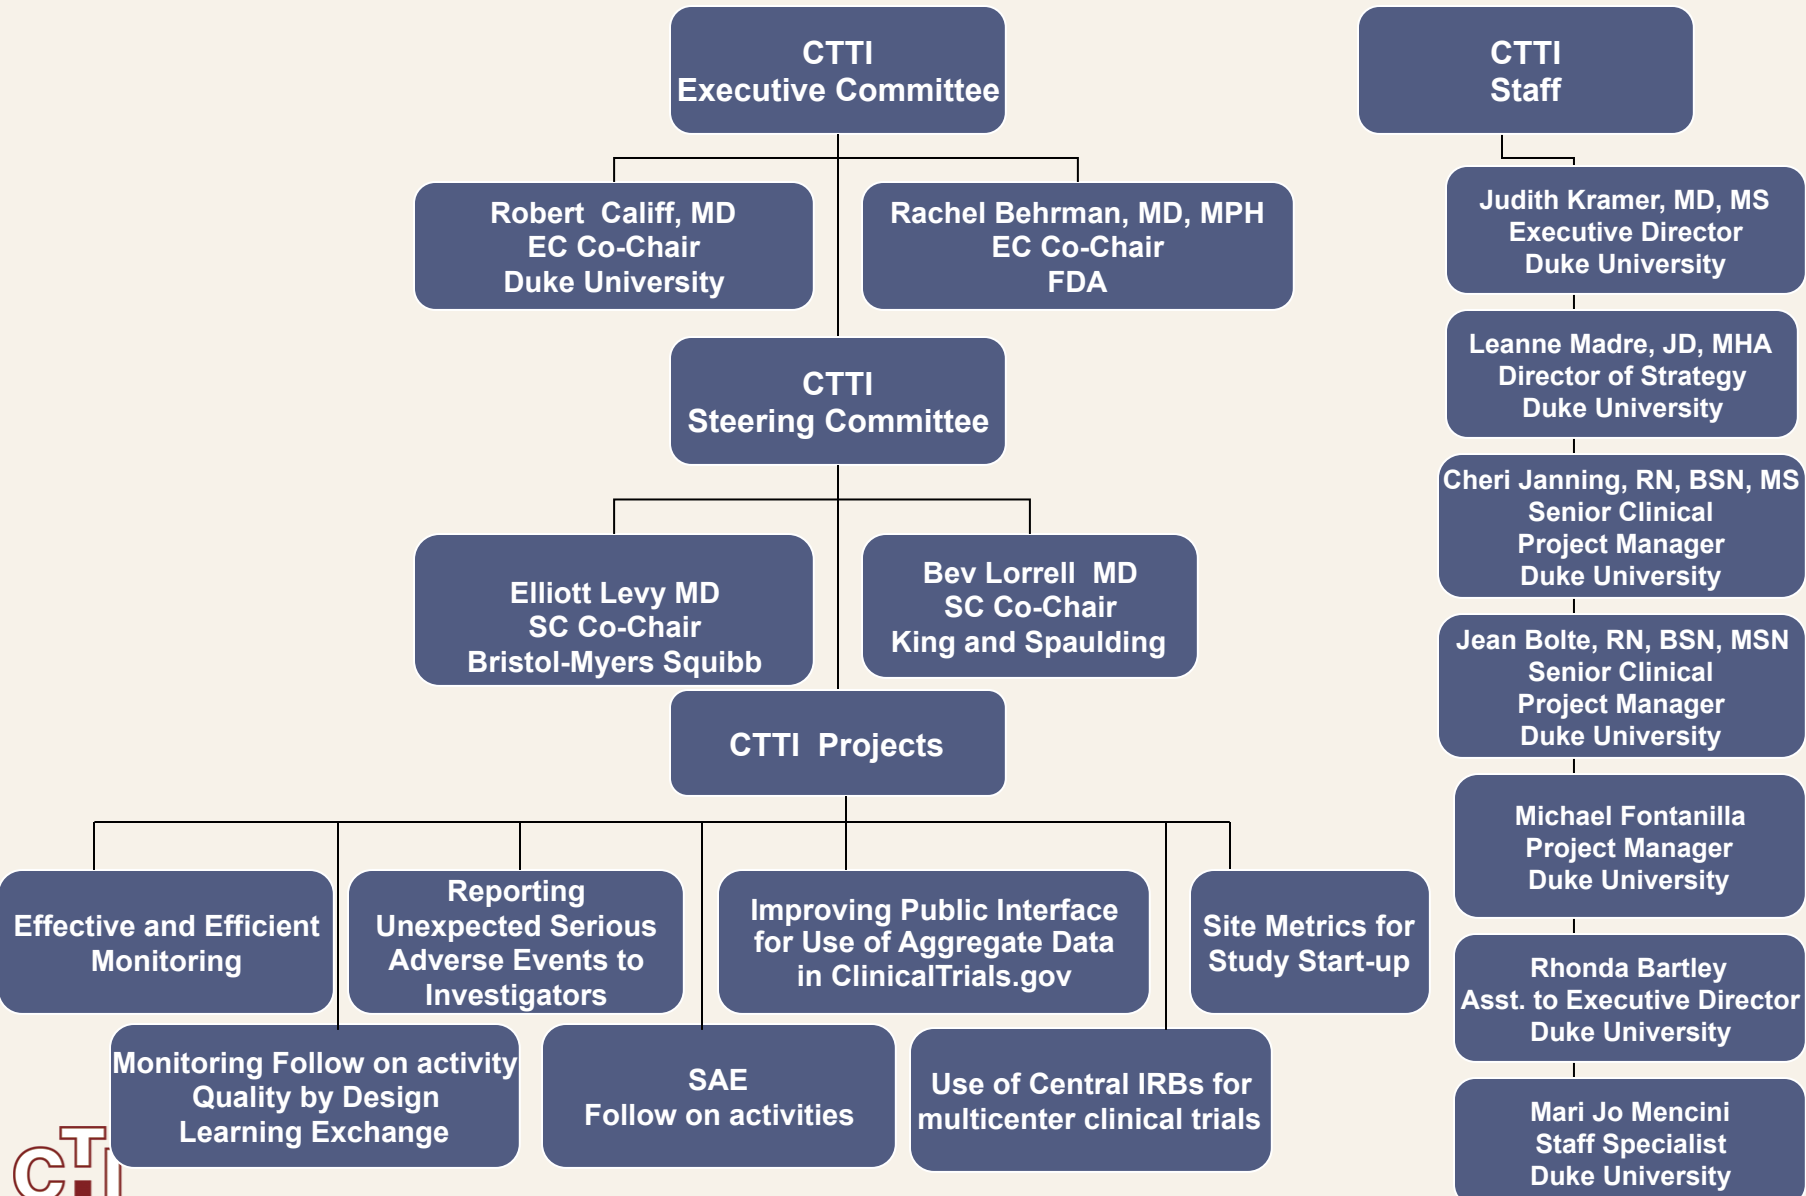 CTTI
Executive Committee
Robert Califf, MD
EC Co-Chair
Duke University
Rachel Behrman, MD, MPH
EC Co-Chair
FDA
CTTI
Steering Committee
Elliott Levy MD
SC Co-Chair
Bristol-Myers Squibb
Bev Lorrell MD
SC Co-Chair
King and Spaulding
CTTI Projects
Effective and Efficient
Monitoring
Reporting
Unexpected Serious
Adverse Events to
Investigators
Improving Public Interface
for Use of Aggregate Data
in ClinicalTrials.gov
Site Metrics for
Study Start-up
Monitoring Follow on activity
Quality by Design
Learning Exchange
SAE
Follow on activities
Use of Central IRBs for
multicenter clinical trials
CTTI
Staff
Judith Kramer, MD, MS
Executive Director
Duke University
Leanne Madre, JD, MHA
Director of Strategy
Duke University
Cheri Janning, RN, BSN, MS
Senior Clinical
Project Manager
Duke University
Jean Bolte, RN, BSN, MSN
Senior Clinical
Project Manager
Duke University
Michael Fontanilla
Project Manager
Duke University
Rhonda Bartley
Asst. to Executive Director
Duke University
Mari Jo Mencini
Staff Specialist
Duke University
CTTI